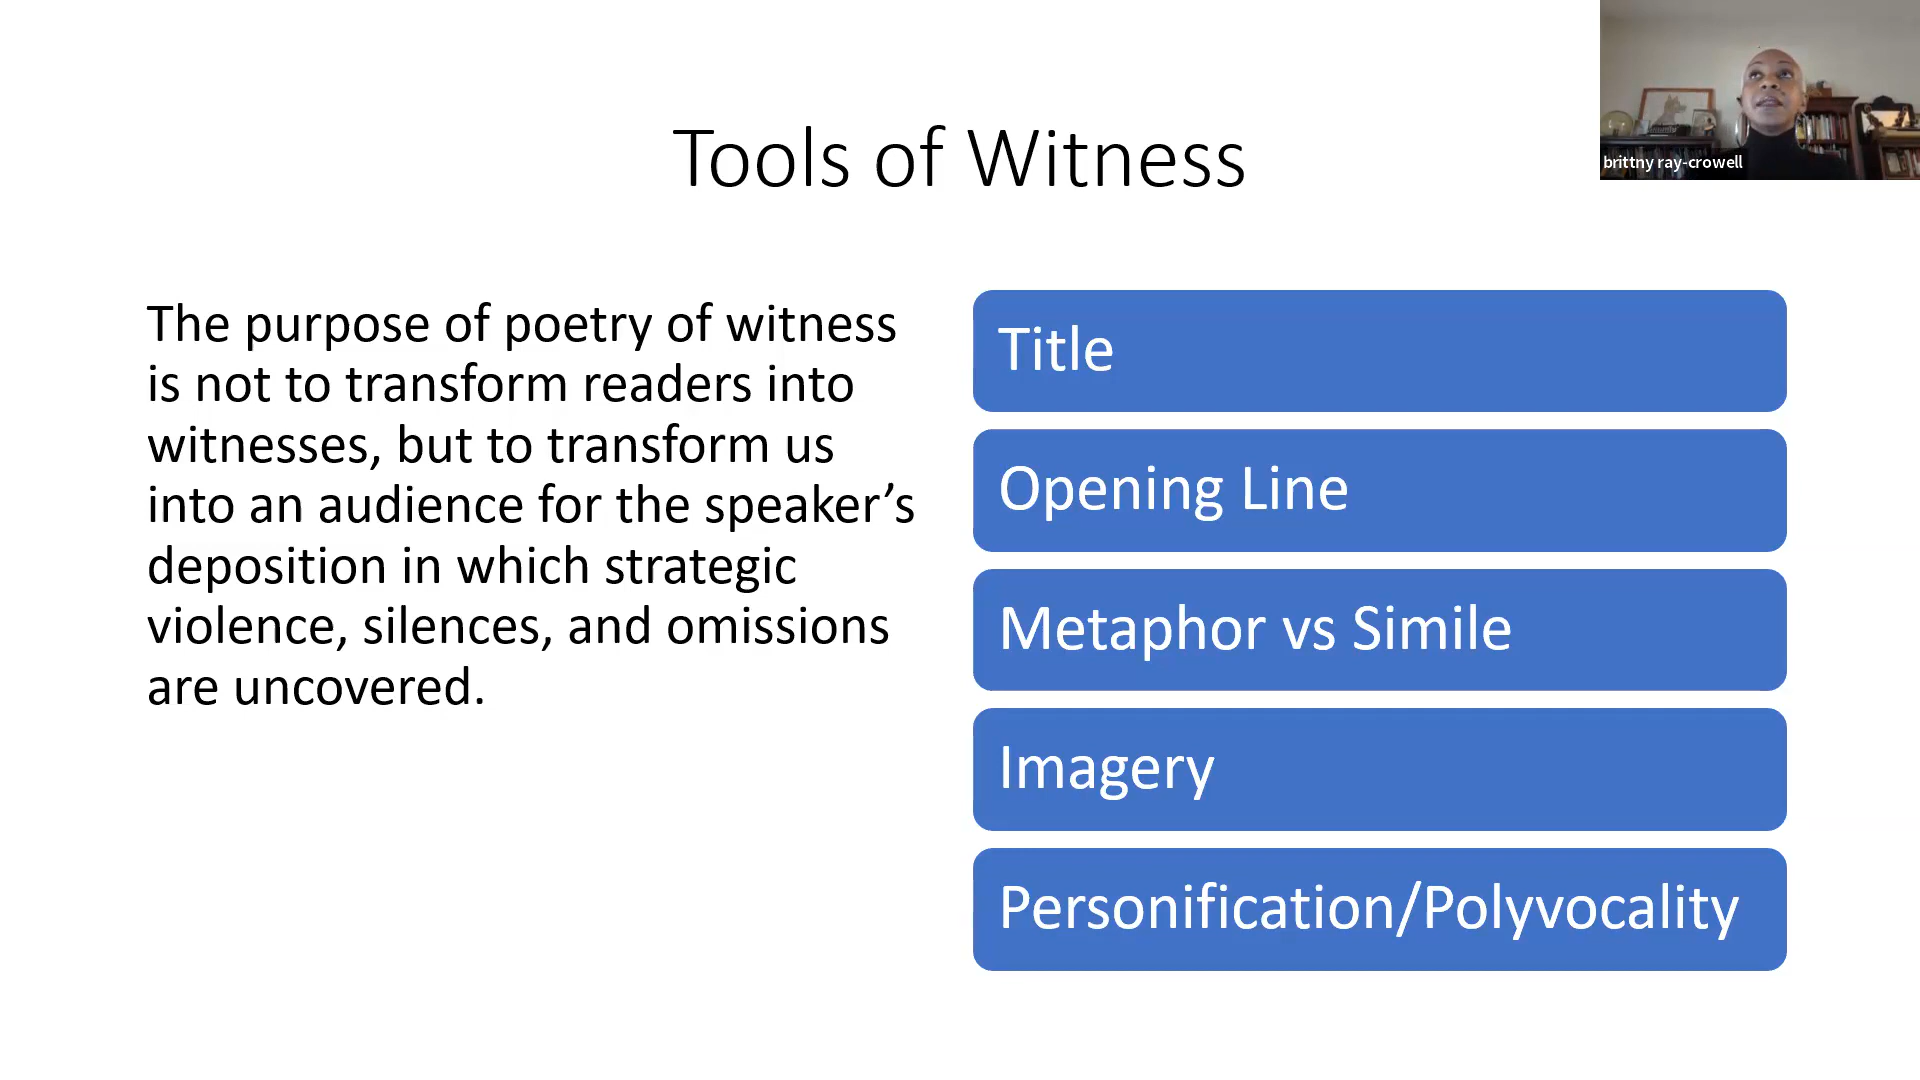 Tools of Witness
brittny ray-crowell
The purpose of poetry of witness
is not to transform readers into
witnesses, but to transform us
into an audience for the speaker’s
deposition in which strategic
violence, silences, and omissions
are uncovered.
Title
Opening Line
Metaphor vs Simile
Imagery
Personification/Polyvocality